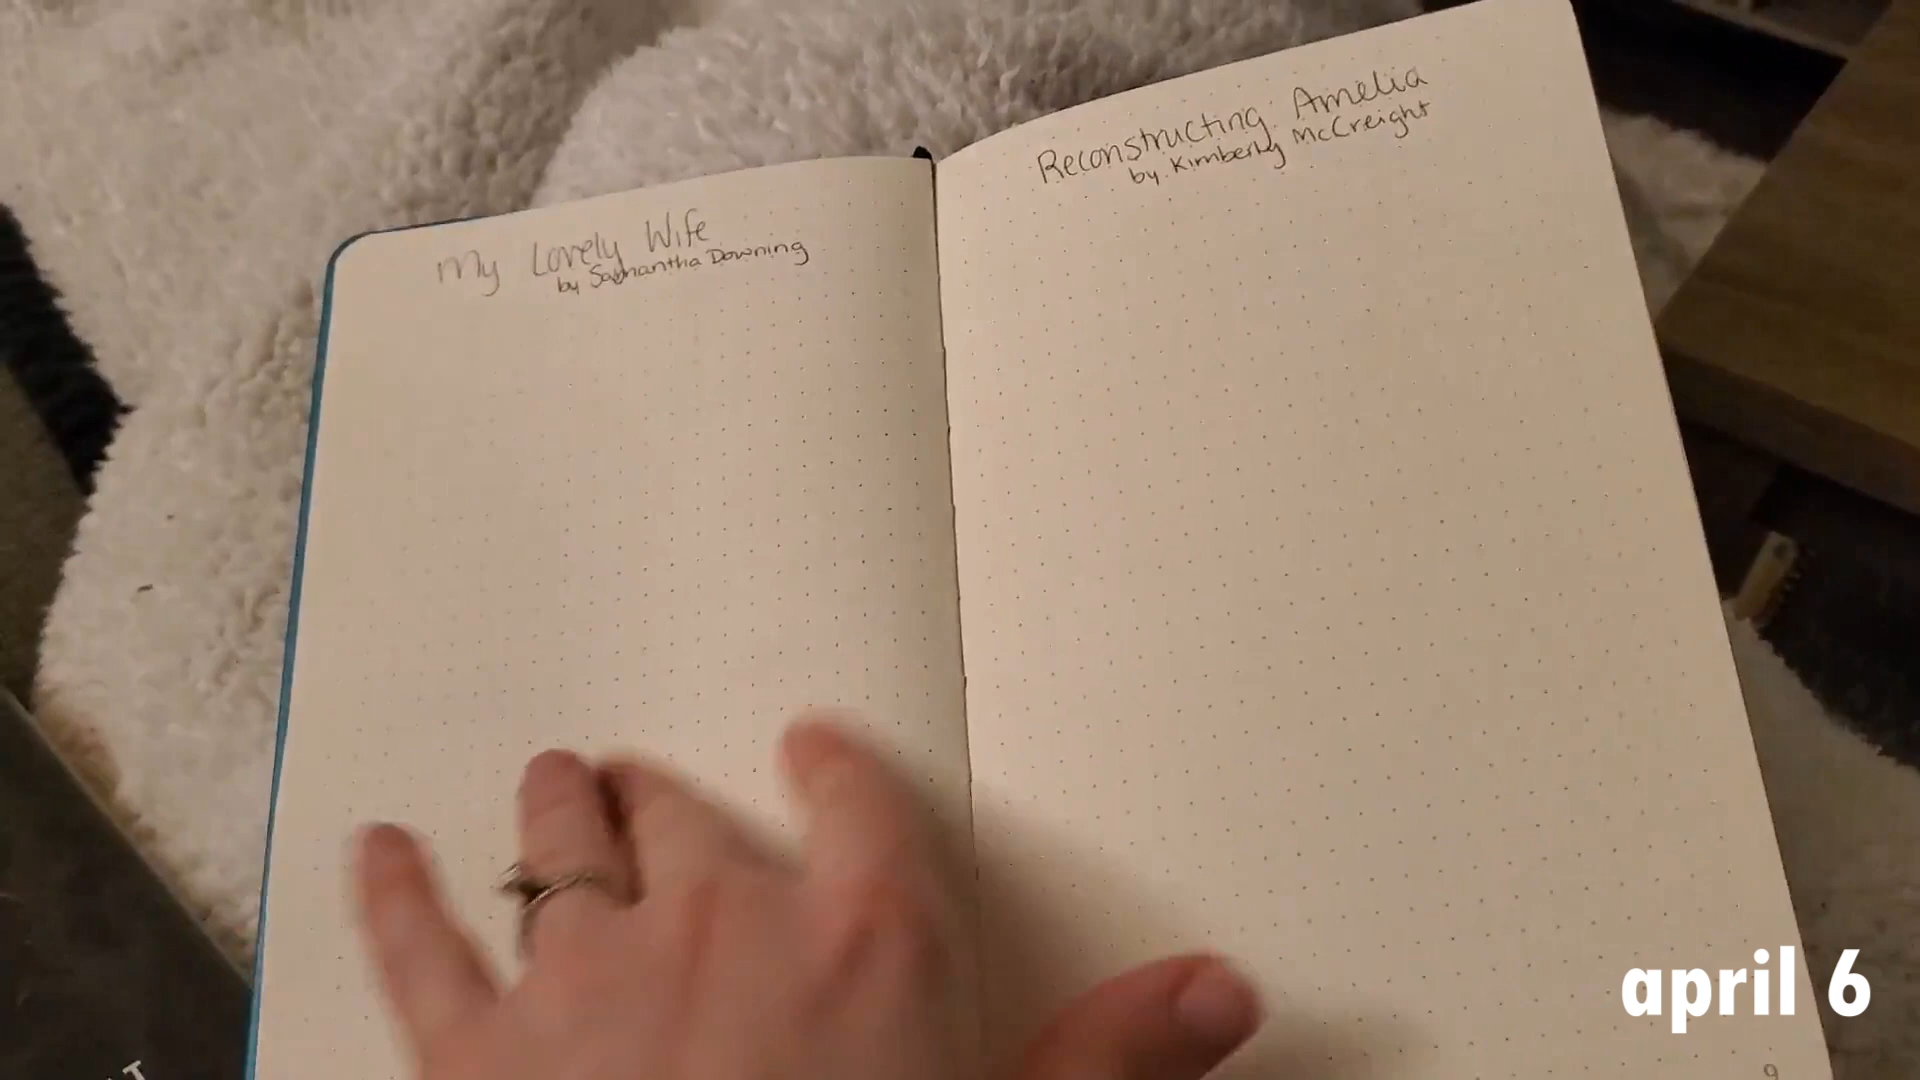 My Lovely Wife
by Samantha Downing
Reconstructing Amelia
by Kimberly McCreight
april 6
9